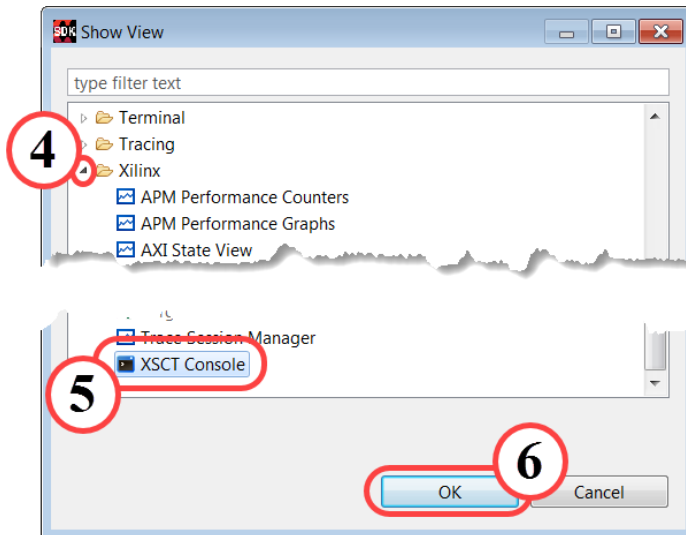 SDK Show View
type filter text
Terminal
Tracing
4
Xilinx
APM Performance Counters
APM Performance Graphs
AXI State View
Trace Session Manager
XSCT Console
5
6
OK Cancel